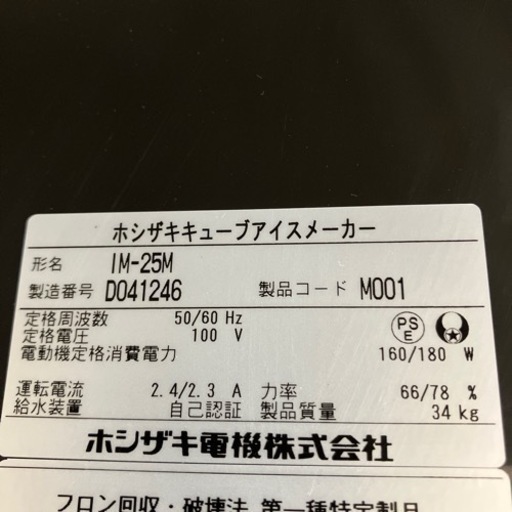 ホシザキキューブアイスメーカー
形名 IM-25M
製造番号 D041246 製品コード M001
定格周波数 50/60 Hz
定格電圧 100 V
PS E
電動機定格消費電力 160/180 W
運転電流 2.4/2.3 A 力率 66/78 %
給水装置 自己認証 製品質量 34 kg
ホシザキ電機株式会社
フロン回収・破壊法 第一種特定製品